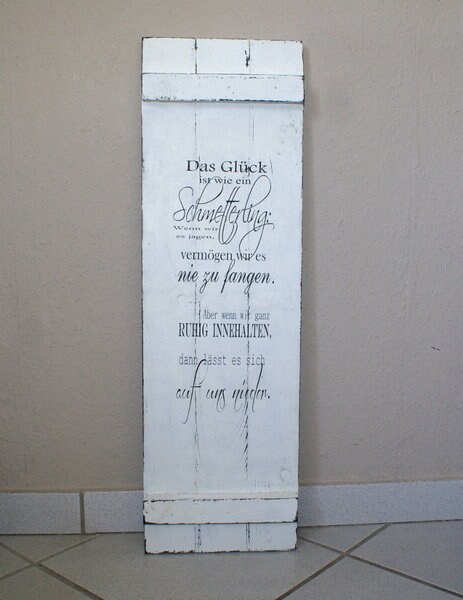 Das Glück
ist wie ein
Schmetterling:
Wenn wir
es jagen,
vermögen wir es
nie zu fangen.
Aber wenn wir ganz
RUHIG INNEHALTEN,
dann lässt es sich
auf uns nieder.